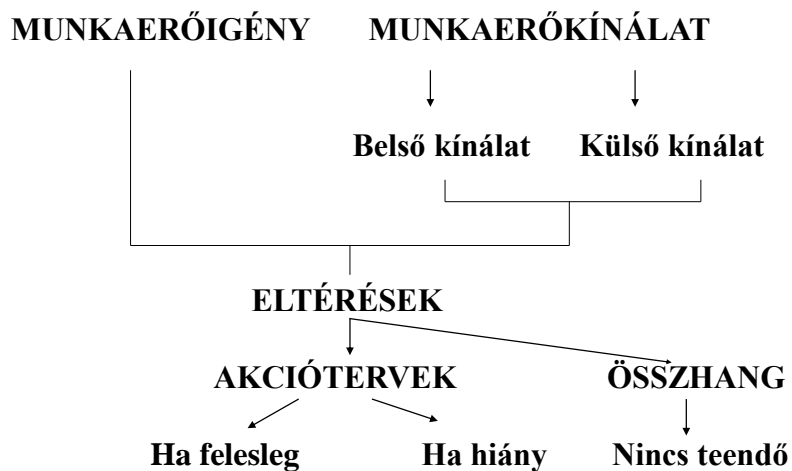 MUNKAERŐIGÉNY MUNKAERŐKÍNÁLAT
Belső kínálat Külső kínálat
ELTÉRÉSEK
AKCIÓTERVEK ÖSSZHANG
Ha felesleg Ha hiány Nincs teendő